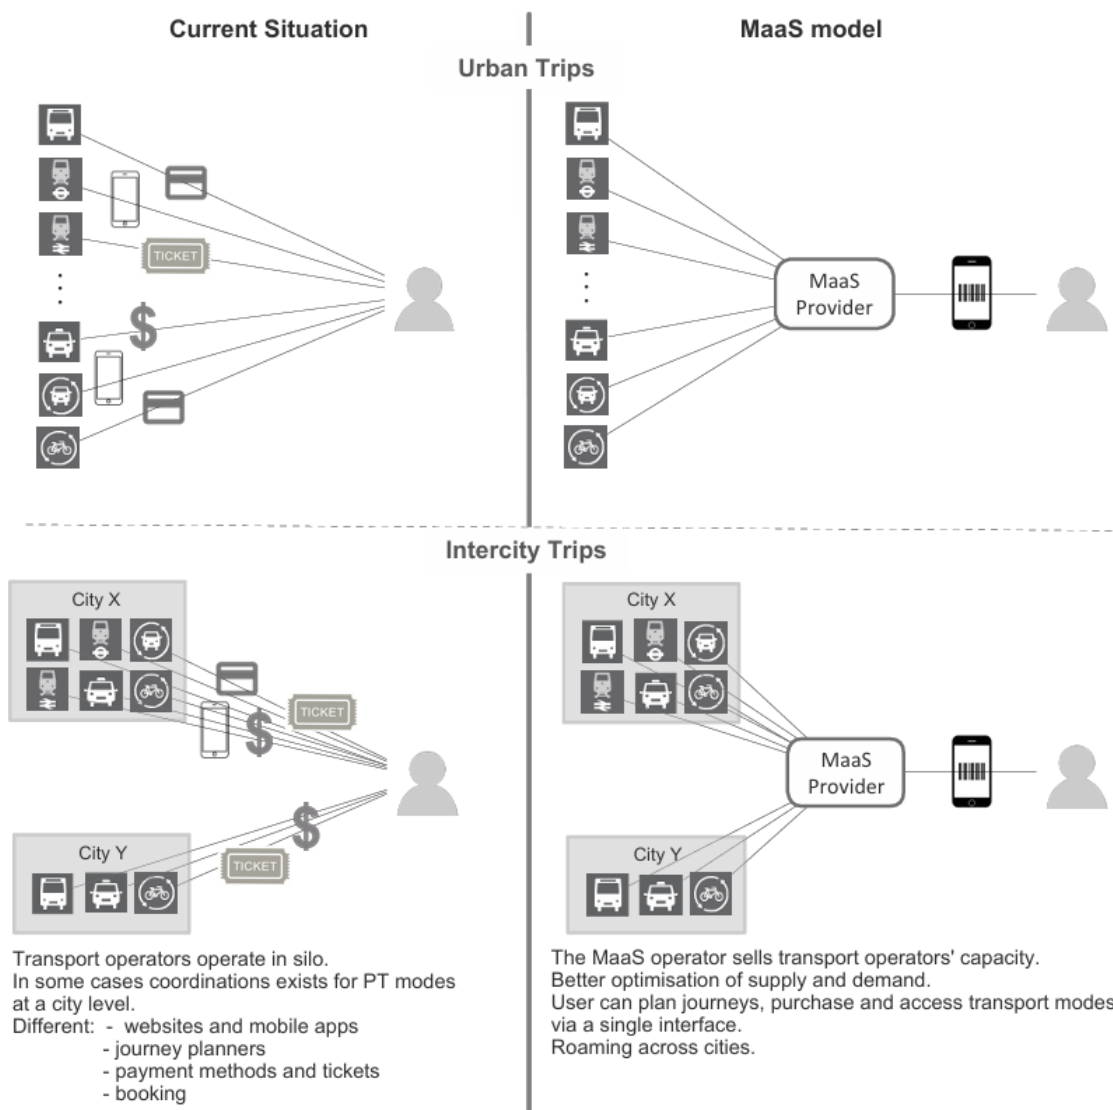 Current Situation
MaaS model
Urban Trips
TICKET
MaaS
Provider
Intercity Trips
City X
TICKET
City Y
TICKET
City X
MaaS
Provider
City Y
Transport operators operate in silo.
In some cases coordinations exists for PT modes
at a city level.
Different: - websites and mobile apps
- journey planners
- payment methods and tickets
- booking
The MaaS operator sells transport operators' capacity.
Better optimisation of supply and demand.
User can plan journeys, purchase and access transport modes
via a single interface.
Roaming across cities.